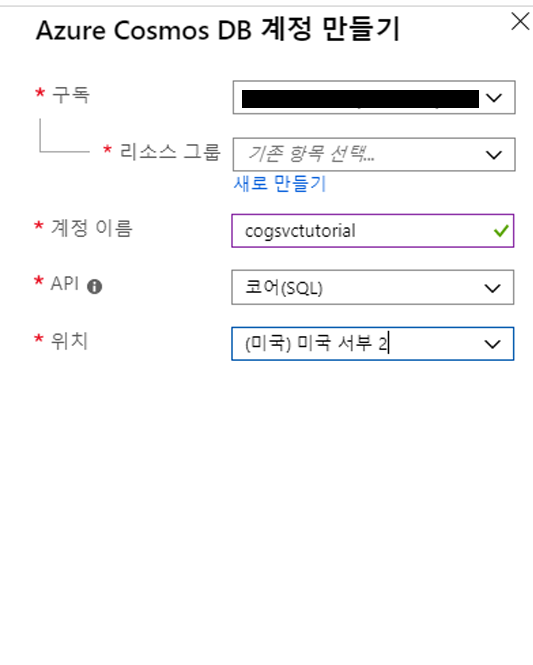 Azure Cosmos DB 계정 만들기
* 구독
* 리소스 그룹 기존 항목 선택...
새로 만들기
* 계정 이름 cogsvctutorial
* API 코어(SQL)
* 위치 (미국) 미국 서부 2